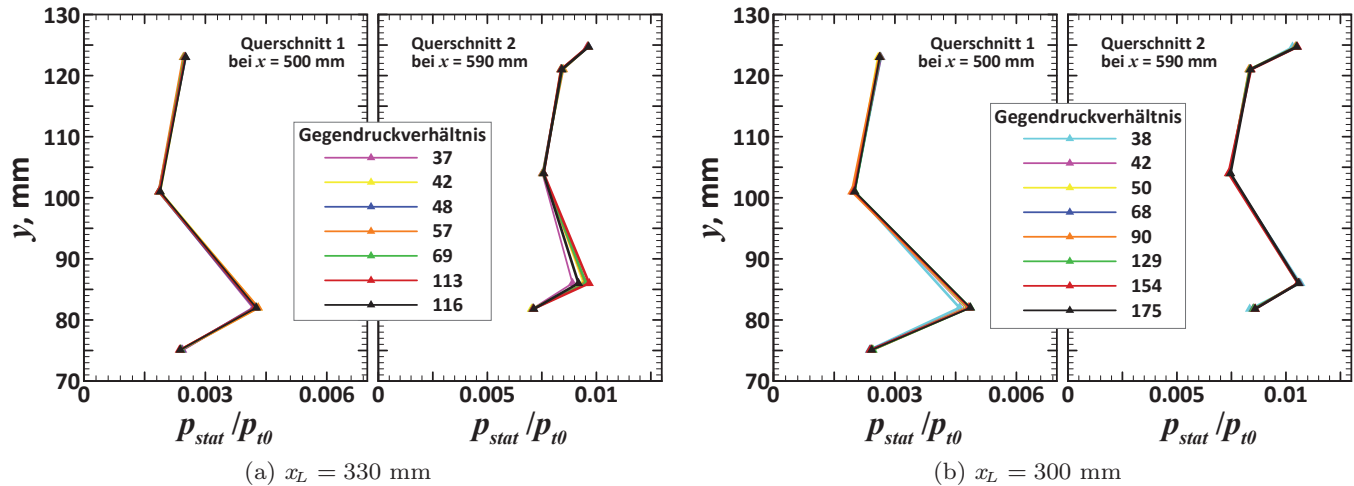 130
120
110
100
90
80
70
y, mm
0
0.003
0.006
0
0.005
0.01
p_stat /p_t0
p_stat /p_t0
Querschnitt 1
bei x = 500 mm
Querschnitt 2
bei x = 590 mm
Gegendruckverhältnis
37
42
48
57
69
113
116
(a) x_L = 330 mm
130
120
110
100
90
80
70
y, mm
0
0.003
0.006
0
0.005
0.01
p_stat /p_t0
p_stat /p_t0
Querschnitt 1
bei x = 500 mm
Querschnitt 2
bei x = 590 mm
Gegendruckverhältnis
38
42
50
68
90
129
154
175
(b) x_L = 300 mm